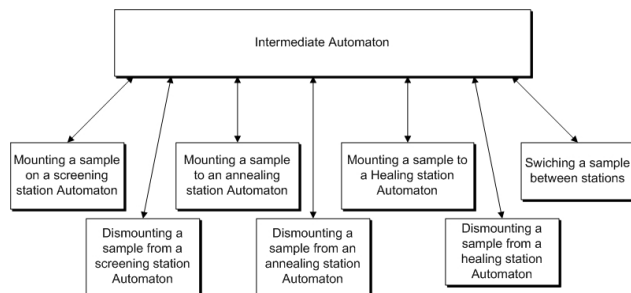 Intermediate Automaton
Mounting a sample
on a screening
station Automaton
Mounting a sample
to an annealing
station Automaton
Mounting a sample to
a Healing station
Automaton
Swiching a sample
between stations
Dismounting a
sample from a
screening station
Automaton
Dismounting a
sample from an
annealing station
Automaton
Dismounting a
sample from a
healing station
Automaton